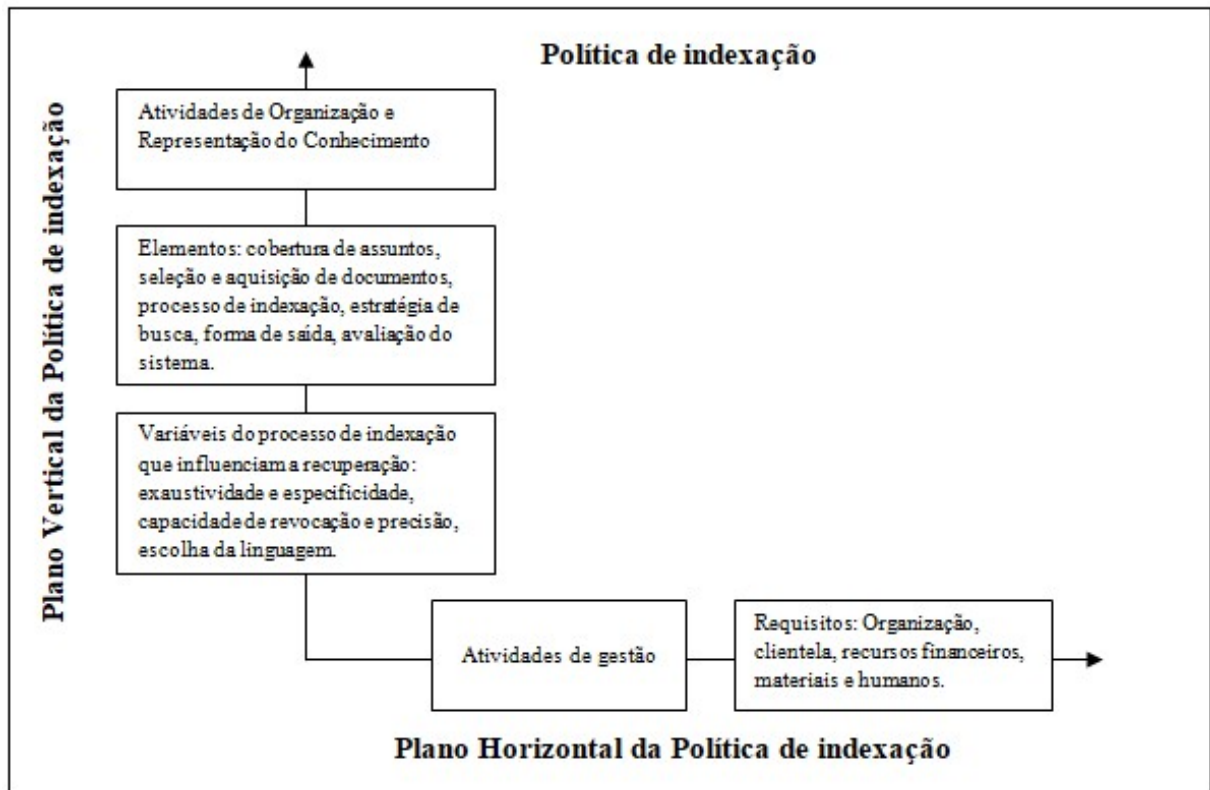 Política de indexação
Plano Vertical da Política de indexação
Atividades de Organização e
Representação do Conhecimento
Elementos: cobertura de assuntos,
seleção e aquisição de documentos,
processo de indexação, estratégia de
busca, forma de saída, avaliação do
sistema.
Variáveis do processo de indexação
que influenciam a recuperação:
exaustividade e especificidade,
capacidade de revocação e precisão,
escolha da linguagem.
Atividades de gestão
Requisitos: Organização,
clientela, recursos financeiros,
materiais e humanos.
Plano Horizontal da Política de indexação